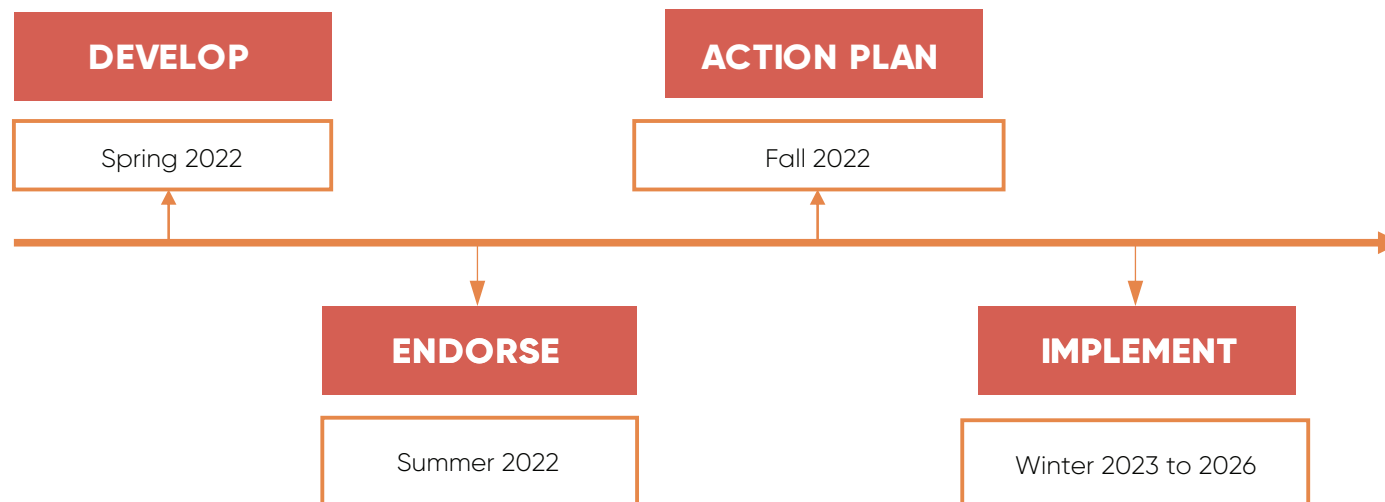 DEVELOP
Spring 2022
ENDORSE
Summer 2022
ACTION PLAN
Fall 2022
IMPLEMENT
Winter 2023 to 2026